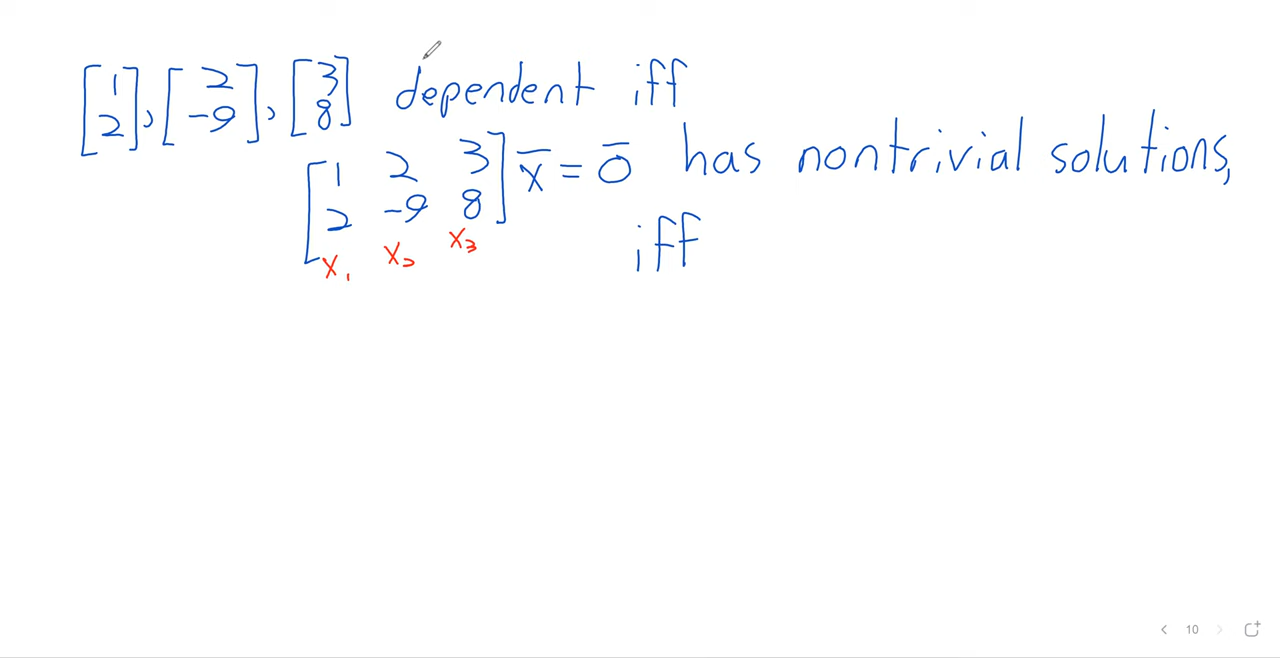 [1 2], [2 -9], [3 8] dependent iff
[1 2 3
2 -9 8] x̄ = 0̄ has nontrivial solutions,
x₁ x₂ x₃ iff
10